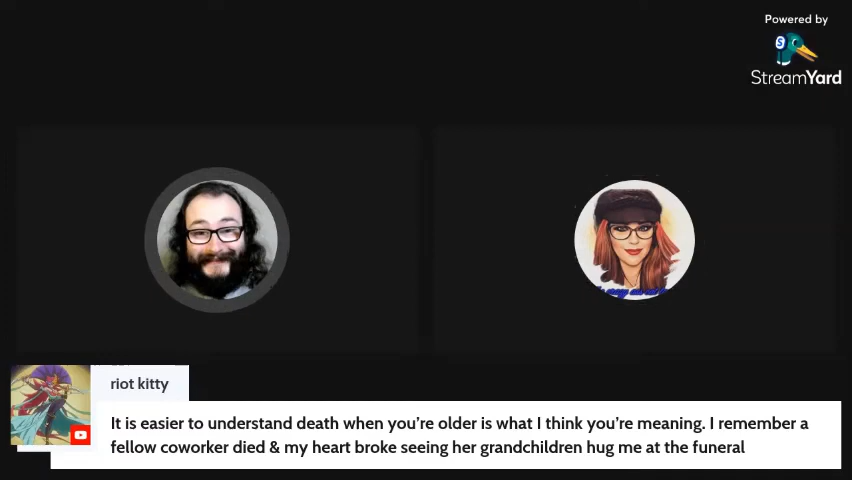 Powered by
StreamYard
riot kitty
It is easier to understand death when you're older is what I think you're meaning. I remember a
fellow coworker died & my heart broke seeing her grandchildren hug me at the funeral